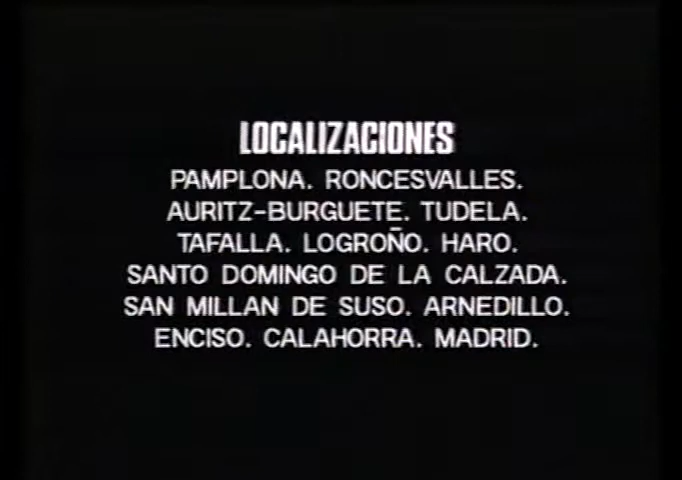 LOCALIZACIONES
PAMPLONA. RONCESVALLES.
AURITZ-BURGUETE. TUDELA.
TAFALLA. LOGROÑO. HARO.
SANTO DOMINGO DE LA CALZADA.
SAN MILLAN DE SUSO. ARNEDILLO.
ENCISO. CALAHORRA. MADRID.